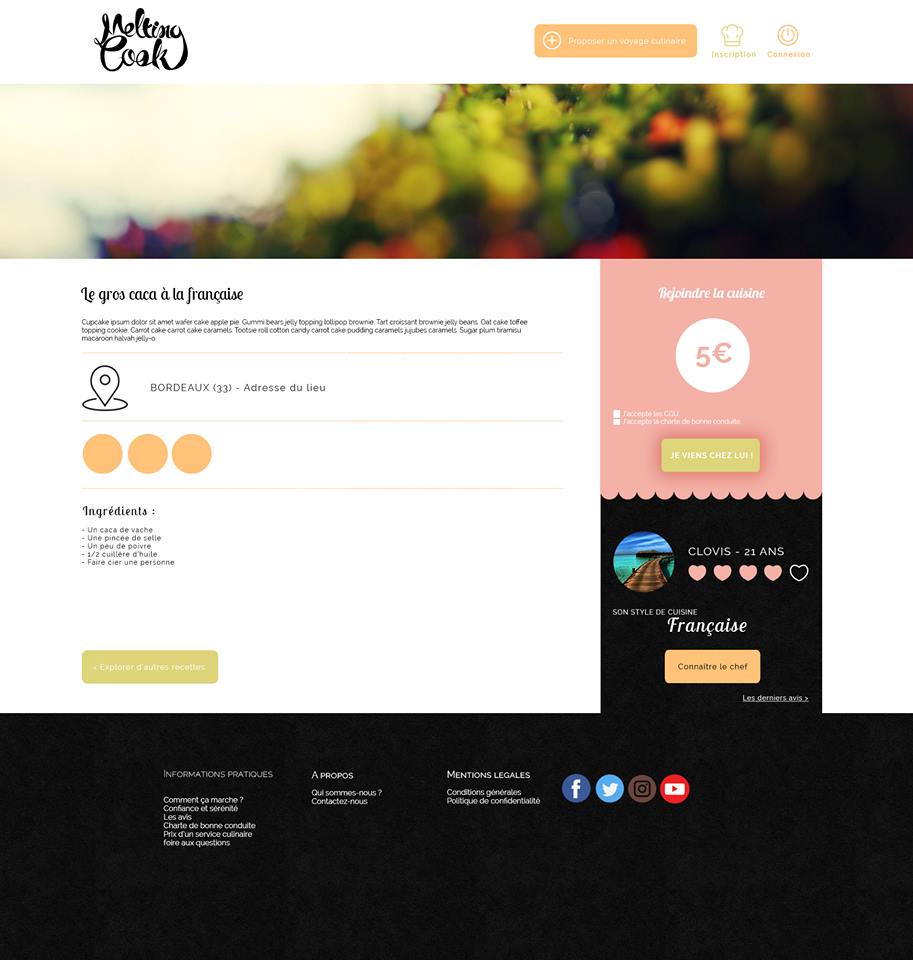 Melting
Cook
Proposer un voyage culinaire
Inscription
Connexion
Le gros caca à la française
Cupcake ipsum dolor sit amet wafer cake apple pie. Gummi bears jelly topping lollipop brownie. Tart croissant brownie jelly beans. Oat cake toffee
topping cookie. Carrot cake carrot cake caramels. Tootsie roll cotton candy carrot cake pudding caramels jujubes caramels. Sugar plum tiramisu
macaroon halvah jelly-o.
BORDEAUX (33) - Adresse du lieu
Ingrédients :
- Un caca de vache
- Une pincée de selle
- Un peu de poivre
- 1/2 cuillère d'huile
- Faire cier une personne
< Explorer d'autres recettes
Rejoindre la cuisine
5€
J'accepte les CGU.
J'accepte la charte de bonne conduite.
JE VIENS CHEZ LUI !
CLOVIS - 21 ANS
SON STYLE DE CUISINE
Française
Connaître le chef
Les derniers avis >
INFORMATIONS PRATIQUES
Comment ça marche ?
Confiance et sérénité
Les avis
Charte de bonne conduite
Prix d'un service culinaire
foire aux questions
A PROPOS
Qui sommes-nous ?
Contactez-nous
MENTIONS LEGALES
Conditions générales
Politique de confidentialité